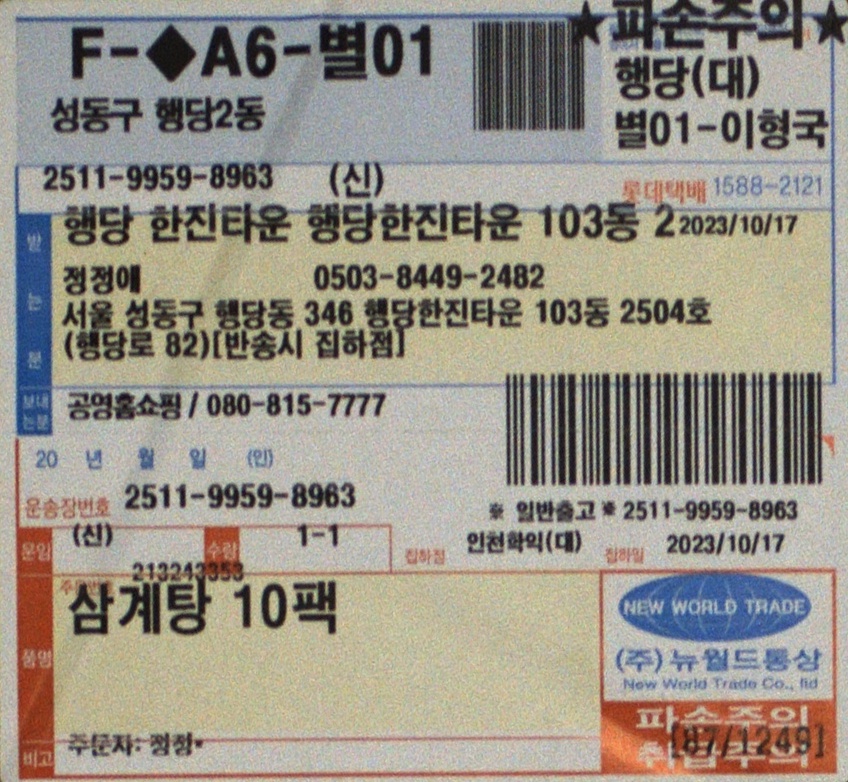 F-◆A6-별01
★파손주의★
성동구 행당2동
행당(대)
별01-이형국
2511-9959-8963 (신)
롯데택배 1588-2121
행당 한진타운 행당한진타운 103동 2 2023/10/17
받는분
정정애 0503-8449-2482
서울 성동구 행당동 346 행당한진타운 103동 2504호
(행당로 82)[반송시 집하점]
보내는분
공영홈쇼핑 / 080-815-7777
20 년 월 일 (인)
운송장번호 2511-9959-8963
※ 일반출고 ※ 2511-9959-8963
운임 (신) 수량 1-1
집하점 인천학익(대) 집하일 2023/10/17
주문번호 213243353
품명 삼계탕 10팩
NEW WORLD TRADE
(주)뉴월드통상
New World Trade Co., ltd
파손주의
취급주의
[87/1249]
비고 주문자: 정정*